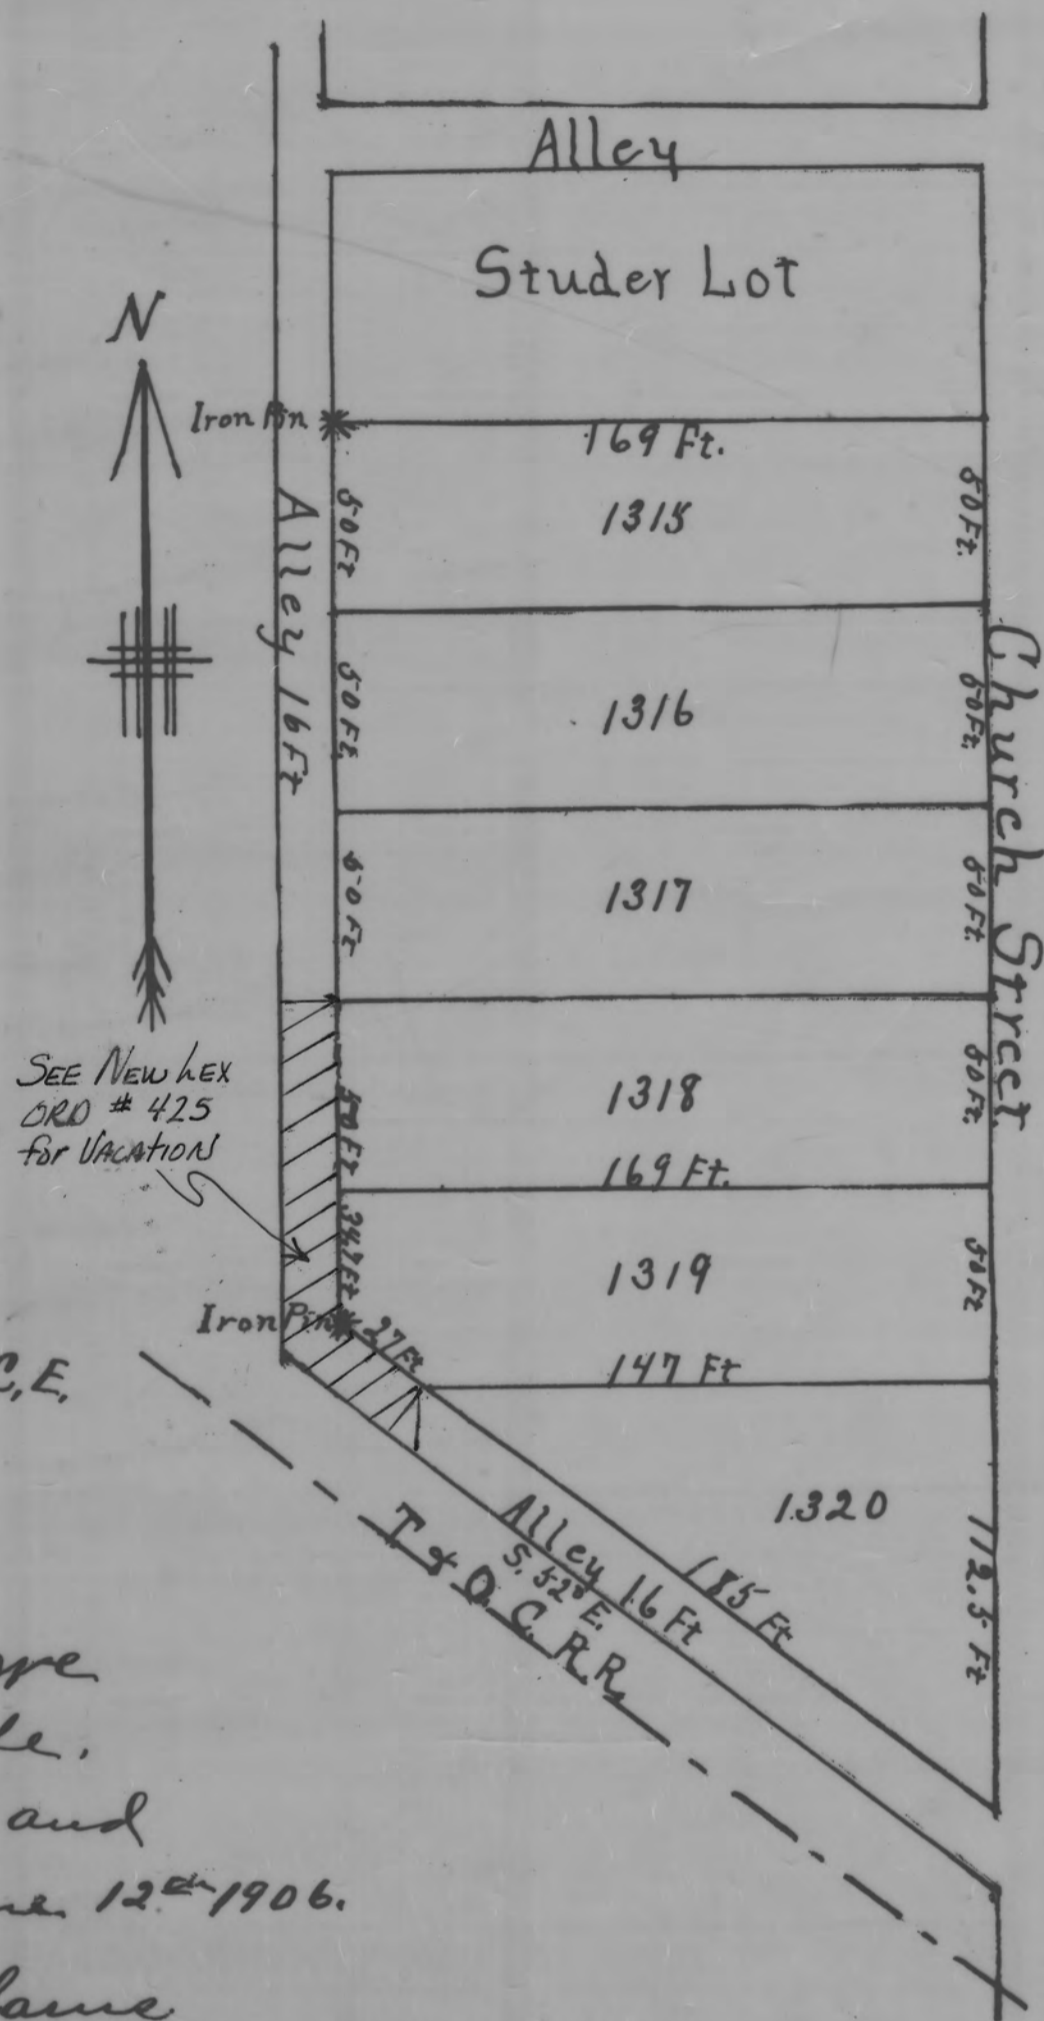 Alley
Studer Lot
N
Iron Pin
169 Ft.
Alley 16 Ft
50 Ft
1315
50 Ft.
50 Ft.
1316
50 Ft.
Church Street
50 Ft
1317
50 Ft.
SEE NEW LEX
ORD # 425
for VACATION
50 Ft
1318
50 Ft.
169 Ft.
1319
50 Ft
Iron Pin
27 Ft
147 Ft
C.E.
1320
112.5 Ft
Alley 16 Ft
S. 52° E.
185 Ft
T & O. C. R. R.
and
12th 1906.